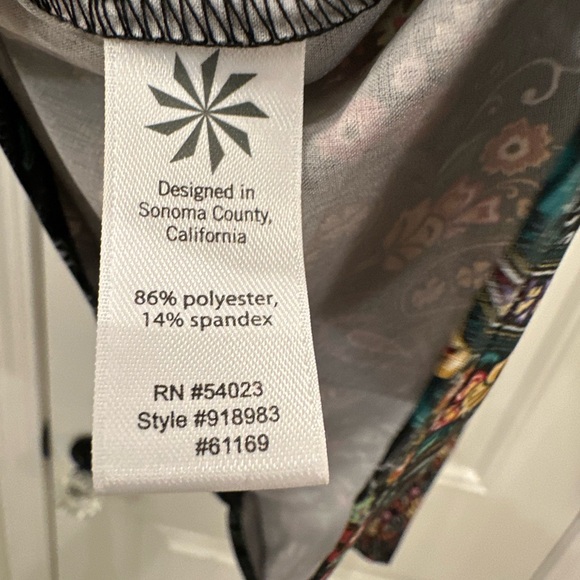 Designed in
Sonoma County,
California
86% polyester,
14% spandex
RN #54023
Style #918983
#61169